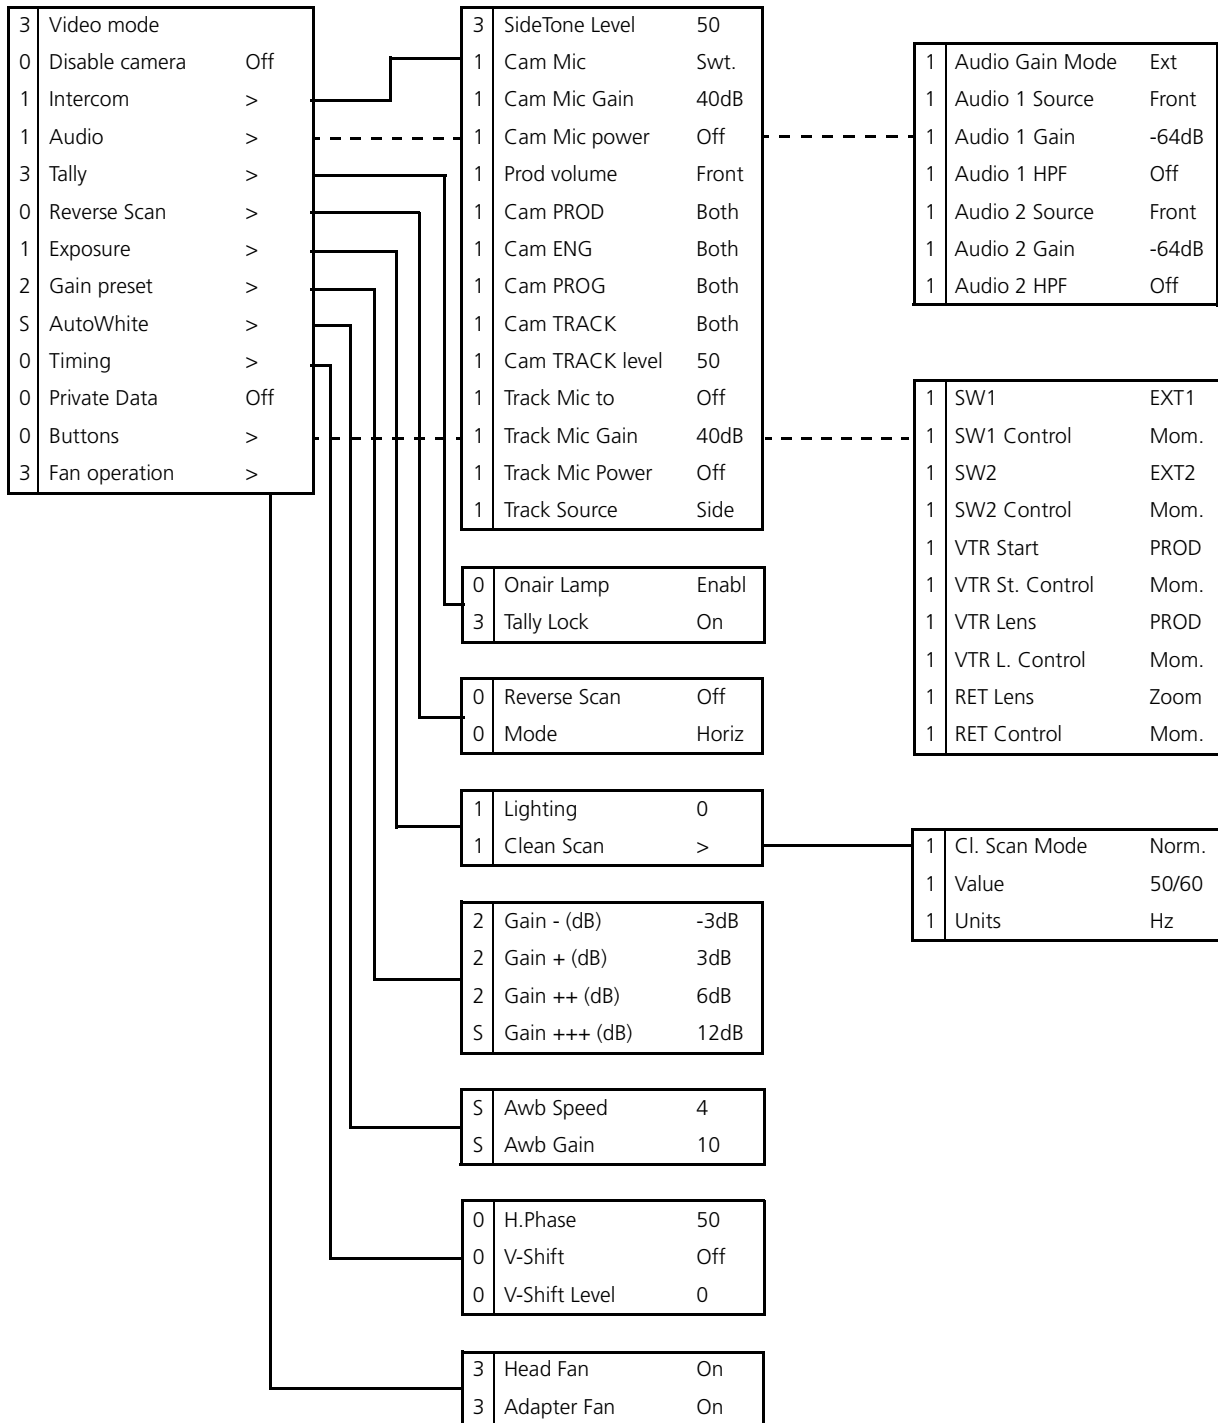 3 Video mode
0 Disable camera Off
1 Intercom >
1 Audio >
3 Tally >
0 Reverse Scan >
1 Exposure >
2 Gain preset >
S AutoWhite >
0 Timing >
0 Private Data Off
0 Buttons >
3 Fan operation >
3 SideTone Level 50
1 Cam Mic Swt.
1 Cam Mic Gain 40dB
1 Cam Mic power Off
1 Prod volume Front
1 Cam PROD Both
1 Cam ENG Both
1 Cam PROG Both
1 Cam TRACK Both
1 Cam TRACK level 50
1 Track Mic to Off
1 Track Mic Gain 40dB
1 Track Mic Power Off
1 Track Source Side
0 Onair Lamp Enabl
3 Tally Lock On
0 Reverse Scan Off
0 Mode Horiz
1 Lighting 0
1 Clean Scan >
2 Gain - (dB) -3dB
2 Gain + (dB) 3dB
2 Gain ++ (dB) 6dB
S Gain +++ (dB) 12dB
S Awb Speed 4
S Awb Gain 10
0 H.Phase 50
0 V-Shift Off
0 V-Shift Level 0
3 Head Fan On
3 Adapter Fan On
1 Audio Gain Mode Ext
1 Audio 1 Source Front
1 Audio 1 Gain -64dB
1 Audio 1 HPF Off
1 Audio 2 Source Front
1 Audio 2 Gain -64dB
1 Audio 2 HPF Off
1 SW1 EXT1
1 SW1 Control Mom.
1 SW2 EXT2
1 SW2 Control Mom.
1 VTR Start PROD
1 VTR St. Control Mom.
1 VTR Lens PROD
1 VTR L. Control Mom.
1 RET Lens Zoom
1 RET Control Mom.
1 Cl. Scan Mode Norm.
1 Value 50/60
1 Units Hz